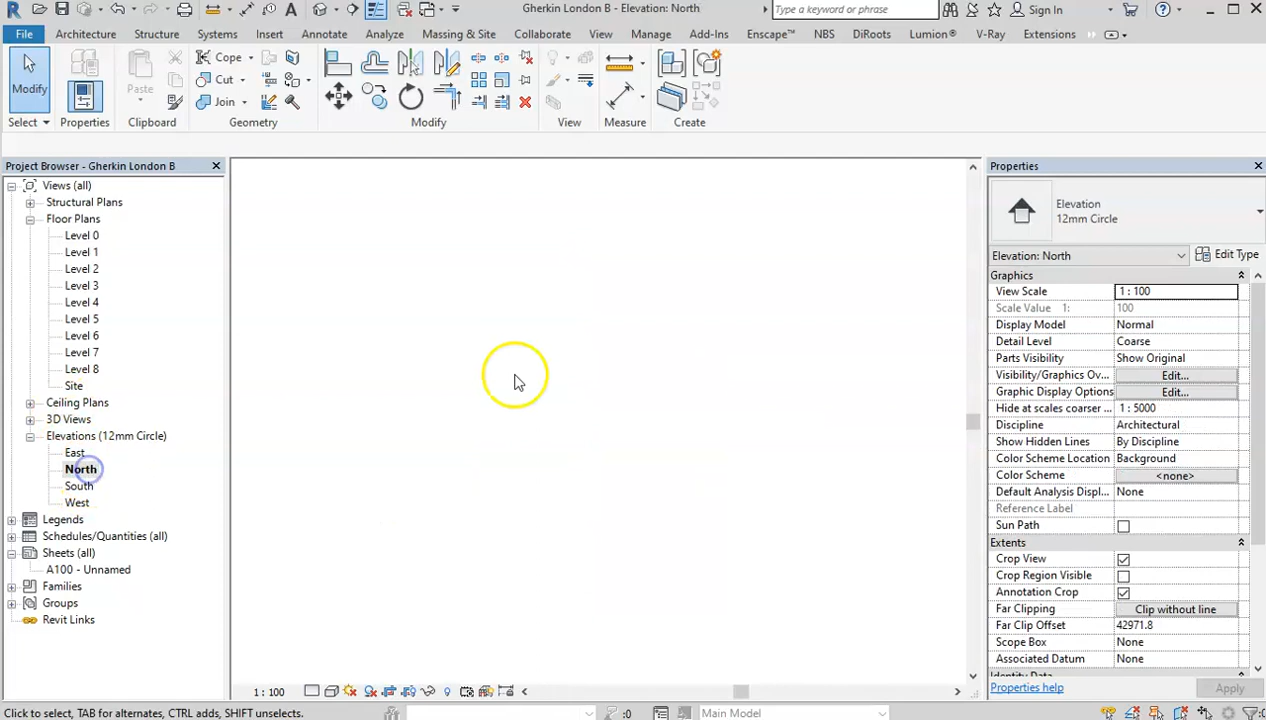 Gherkin London B - Elevation: North
Type a keyword or phrase
Sign In
File
Architecture
Structure
Systems
Insert
Annotate
Analyze
Massing & Site
Collaborate
View
Manage
Add-Ins
Enscape™
NBS
DiRoots
Lumion®
V-Ray
Extensions
Modify
Paste
Cope
Cut
Join
Select
Properties
Clipboard
Geometry
Modify
View
Measure
Create
Project Browser - Gherkin London B
Views (all)
Structural Plans
Floor Plans
Level 0
Level 1
Level 2
Level 3
Level 4
Level 5
Level 6
Level 7
Level 8
Site
Ceiling Plans
3D Views
Elevations (12mm Circle)
East
North
South
West
Legends
Schedules/Quantities (all)
Sheets (all)
A100 - Unnamed
Families
Groups
Revit Links
Properties
Elevation
12mm Circle
Elevation: North
Edit Type
Graphics
View Scale 1 : 100
Scale Value 1: 100
Display Model Normal
Detail Level Coarse
Parts Visibility Show Original
Visibility/Graphics Ov... Edit...
Graphic Display Options Edit...
Hide at scales coarser ... 1 : 5000
Discipline Architectural
Show Hidden Lines By Discipline
Color Scheme Location Background
Color Scheme <none>
Default Analysis Displ... None
Reference Label
Sun Path
Extents
Crop View
Crop Region Visible
Annotation Crop
Far Clipping Clip without line
Far Clip Offset 42971.8
Scope Box None
Associated Datum None
Identity Data
Properties help
Apply
1 : 100
Click to select, TAB for alternates, CTRL adds, SHIFT unselects.
:0
Main Model
:0